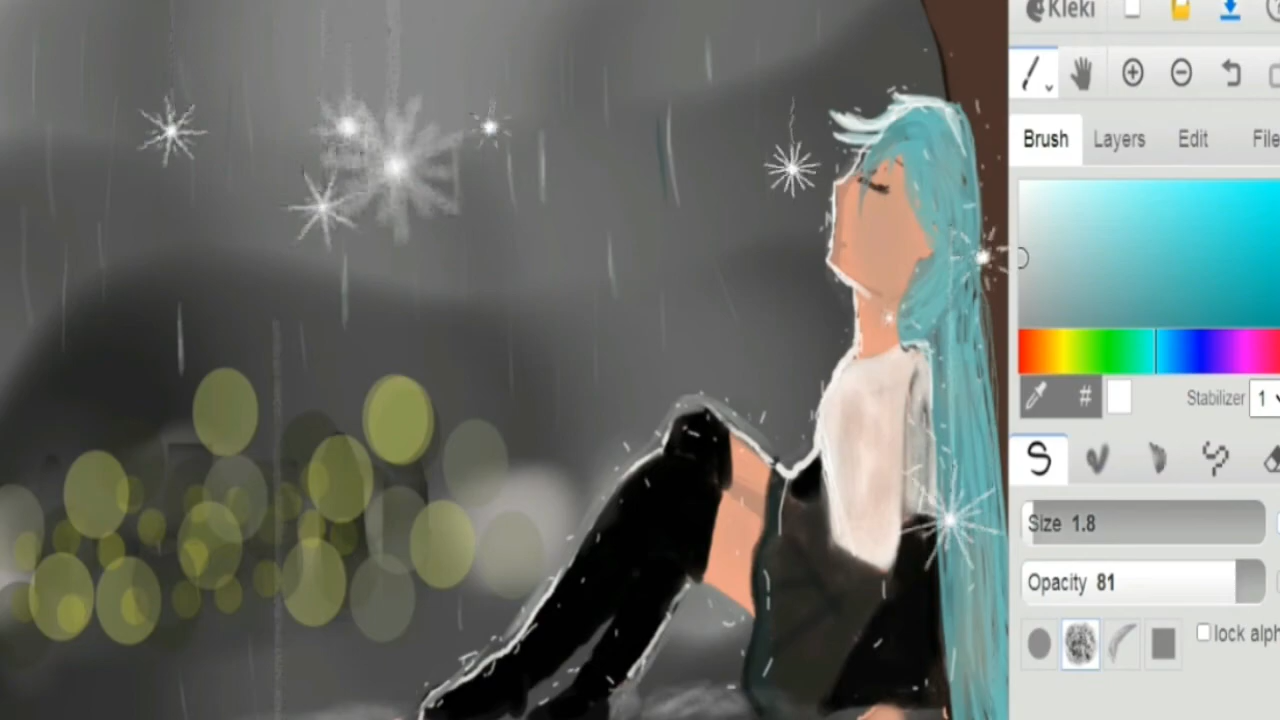 Kleki
Brush Layers Edit File
# Stabilizer 1
Size 1.8
Opacity 81
lock alph